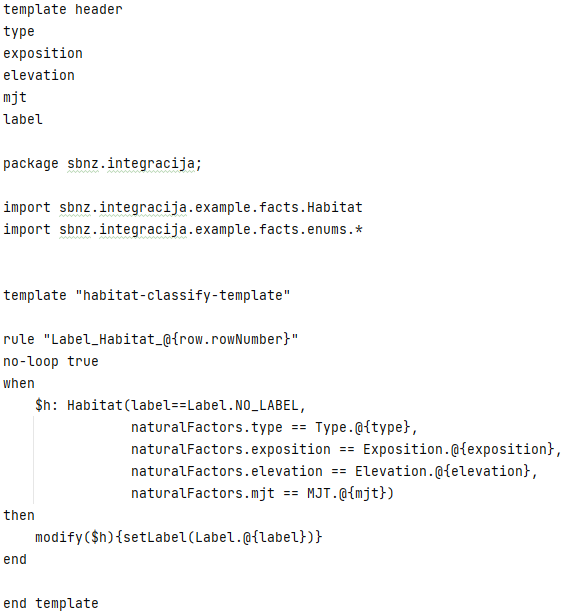 template header
type
exposition
elevation
mjt
label
package sbnz.integracija;
import sbnz.integracija.example.facts.Habitat
import sbnz.integracija.example.facts.enums.*
template "habitat-classify-template"
rule "Label_Habitat_@{row.rowNumber}"
no-loop true
when
$h: Habitat(label==Label.NO_LABEL,
naturalFactors.type == Type.@{type},
naturalFactors.exposition == Exposition.@{exposition},
naturalFactors.elevation == Elevation.@{elevation},
naturalFactors.mjt == MJT.@{mjt})
then
modify($h){setLabel(Label.@{label})}
end
end template